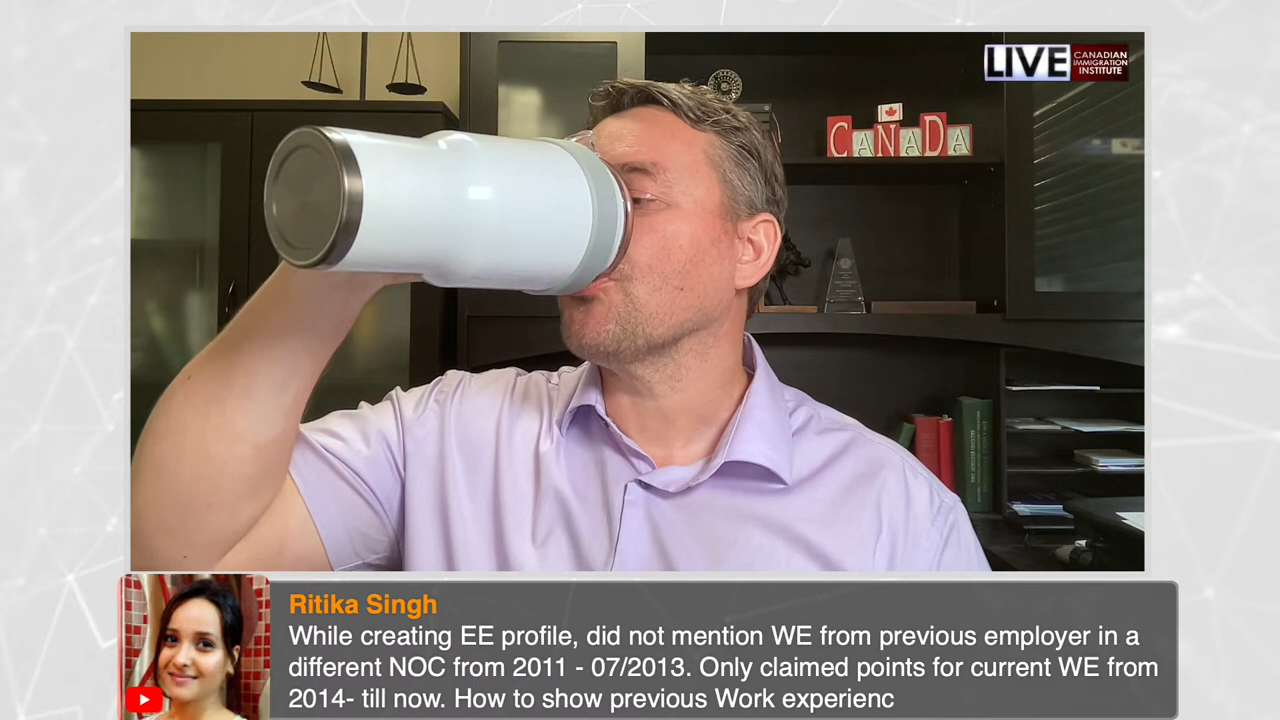 LIVE CANADIAN
IMMIGRATION
INSTITUTE
CANADA
Ritika Singh
While creating EE profile, did not mention WE from previous employer in a
different NOC from 2011 - 07/2013. Only claimed points for current WE from
2014- till now. How to show previous Work experienc